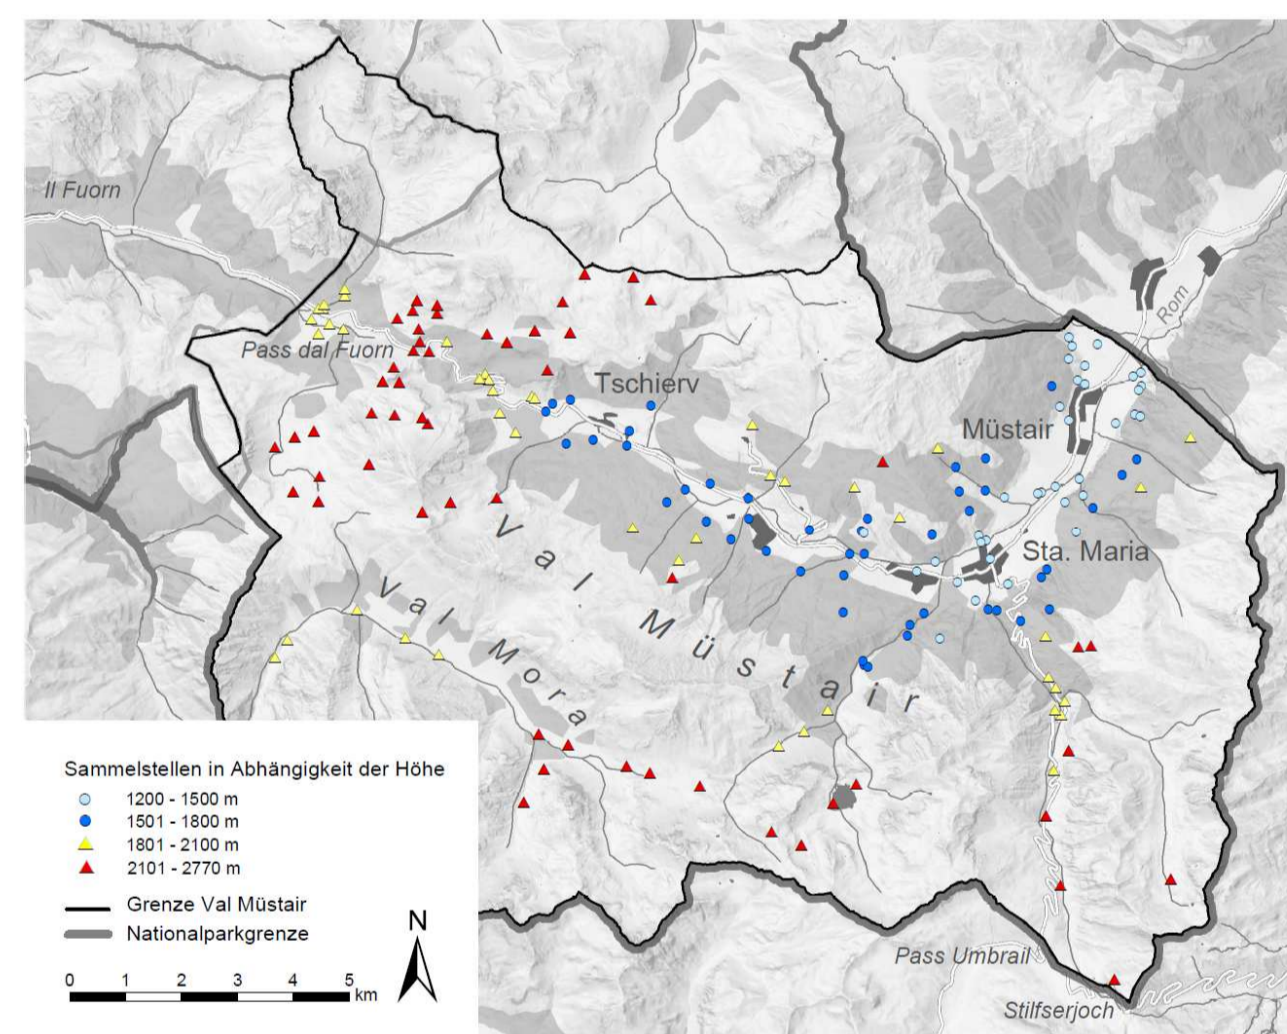 Il Fuorn
Rom
Pass dal Fuorn
Tschierv
Müstair
Sta. Maria
Val Müstair
Val Mora
Sammelstellen in Abhängigkeit der Höhe
1200 - 1500 m
1501 - 1800 m
1801 - 2100 m
2101 - 2770 m
Grenze Val Müstair
Nationalparkgrenze
N
0 1 2 3 4 5
km
Pass Umbrail
Stilfserjoch